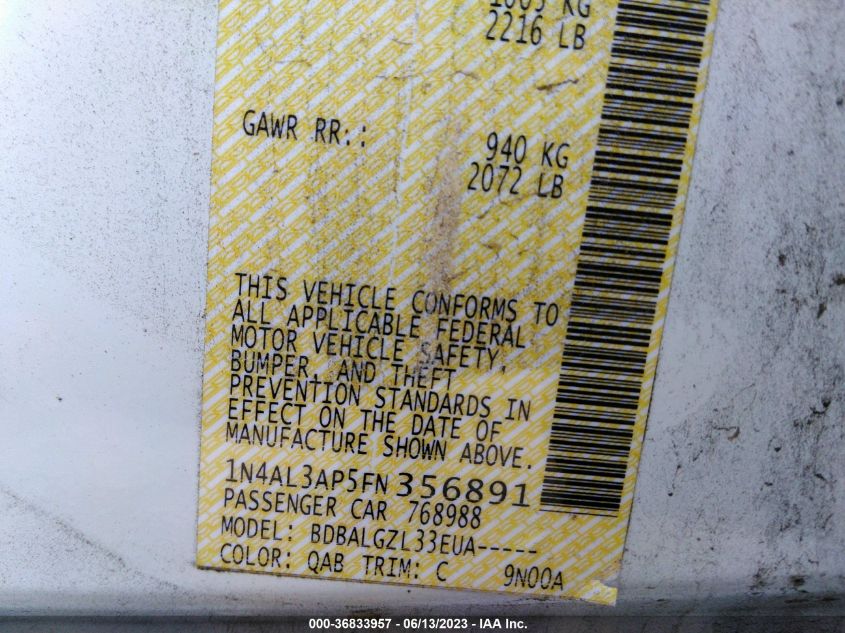 1005 KG
2216 LB
GAWR RR::
940 KG
2072 LB
THIS VEHICLE CONFORMS TO
ALL APPLICABLE FEDERAL
MOTOR VEHICLE SAFETY,
BUMPER, AND THEFT
PREVENTION STANDARDS IN
EFFECT ON THE DATE OF
MANUFACTURE SHOWN ABOVE.
1N4AL3AP5FN356891
PASSENGER CAR 768988
MODEL: BDBALGZL33EUA-----
COLOR: QAB TRIM: C 9N00A
000-36833957 - 06/13/2023 - IAA Inc.